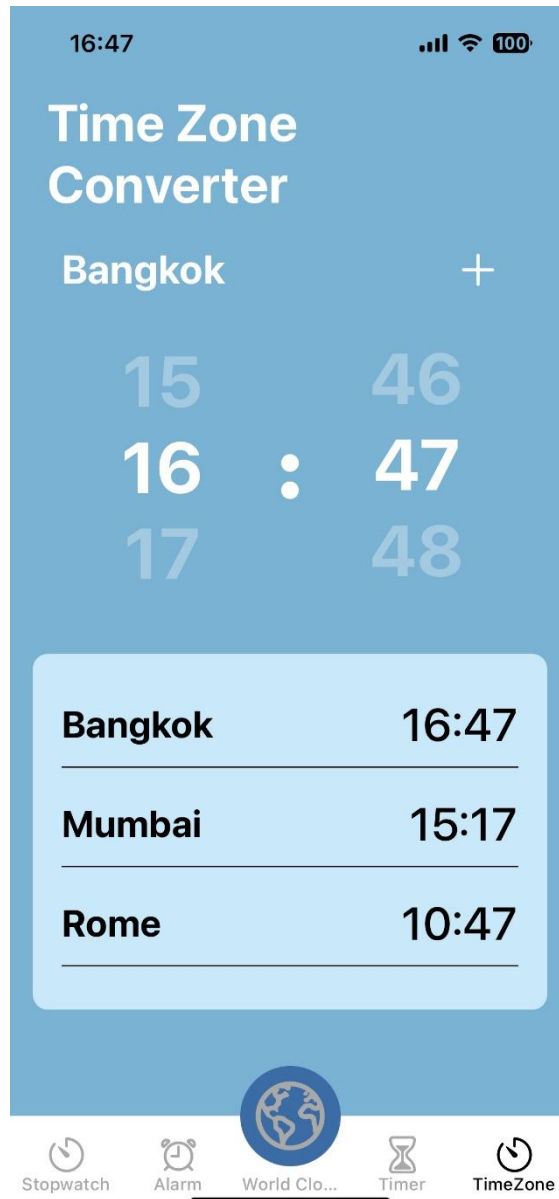 16:47 100
Time Zone
Converter
Bangkok +
15 46
16 : 47
17 48
Bangkok 16:47
Mumbai 15:17
Rome 10:47
Stopwatch Alarm World Clo... Timer TimeZone